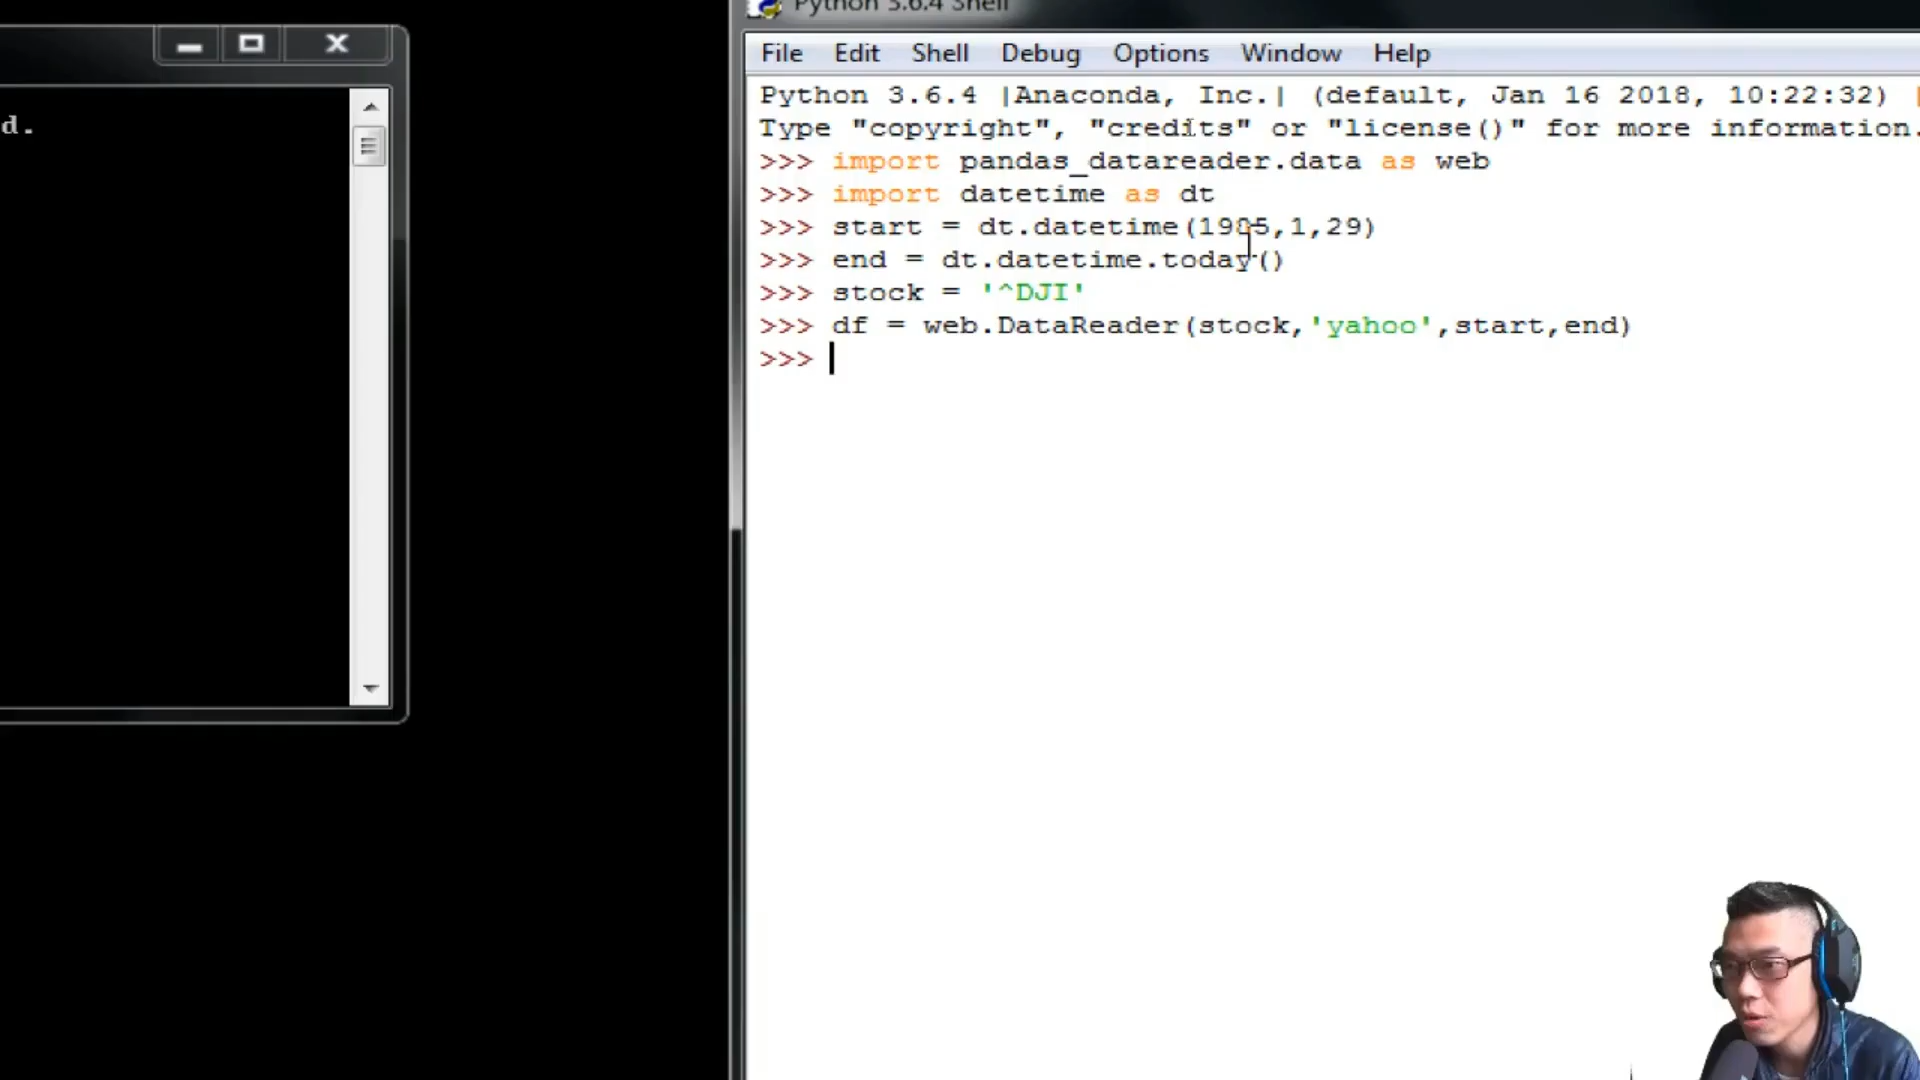 d.
Python 3.6.4 Shell
File Edit Shell Debug Options Window Help
Python 3.6.4 |Anaconda, Inc.| (default, Jan 16 2018, 10:22:32)
Type "copyright", "credits" or "license()" for more information.
>>> import pandas_datareader.data as web
>>> import datetime as dt
>>> start = dt.datetime(1985,1,29)
>>> end = dt.datetime.today()
>>> stock = '^DJI'
>>> df = web.DataReader(stock,'yahoo',start,end)
>>>